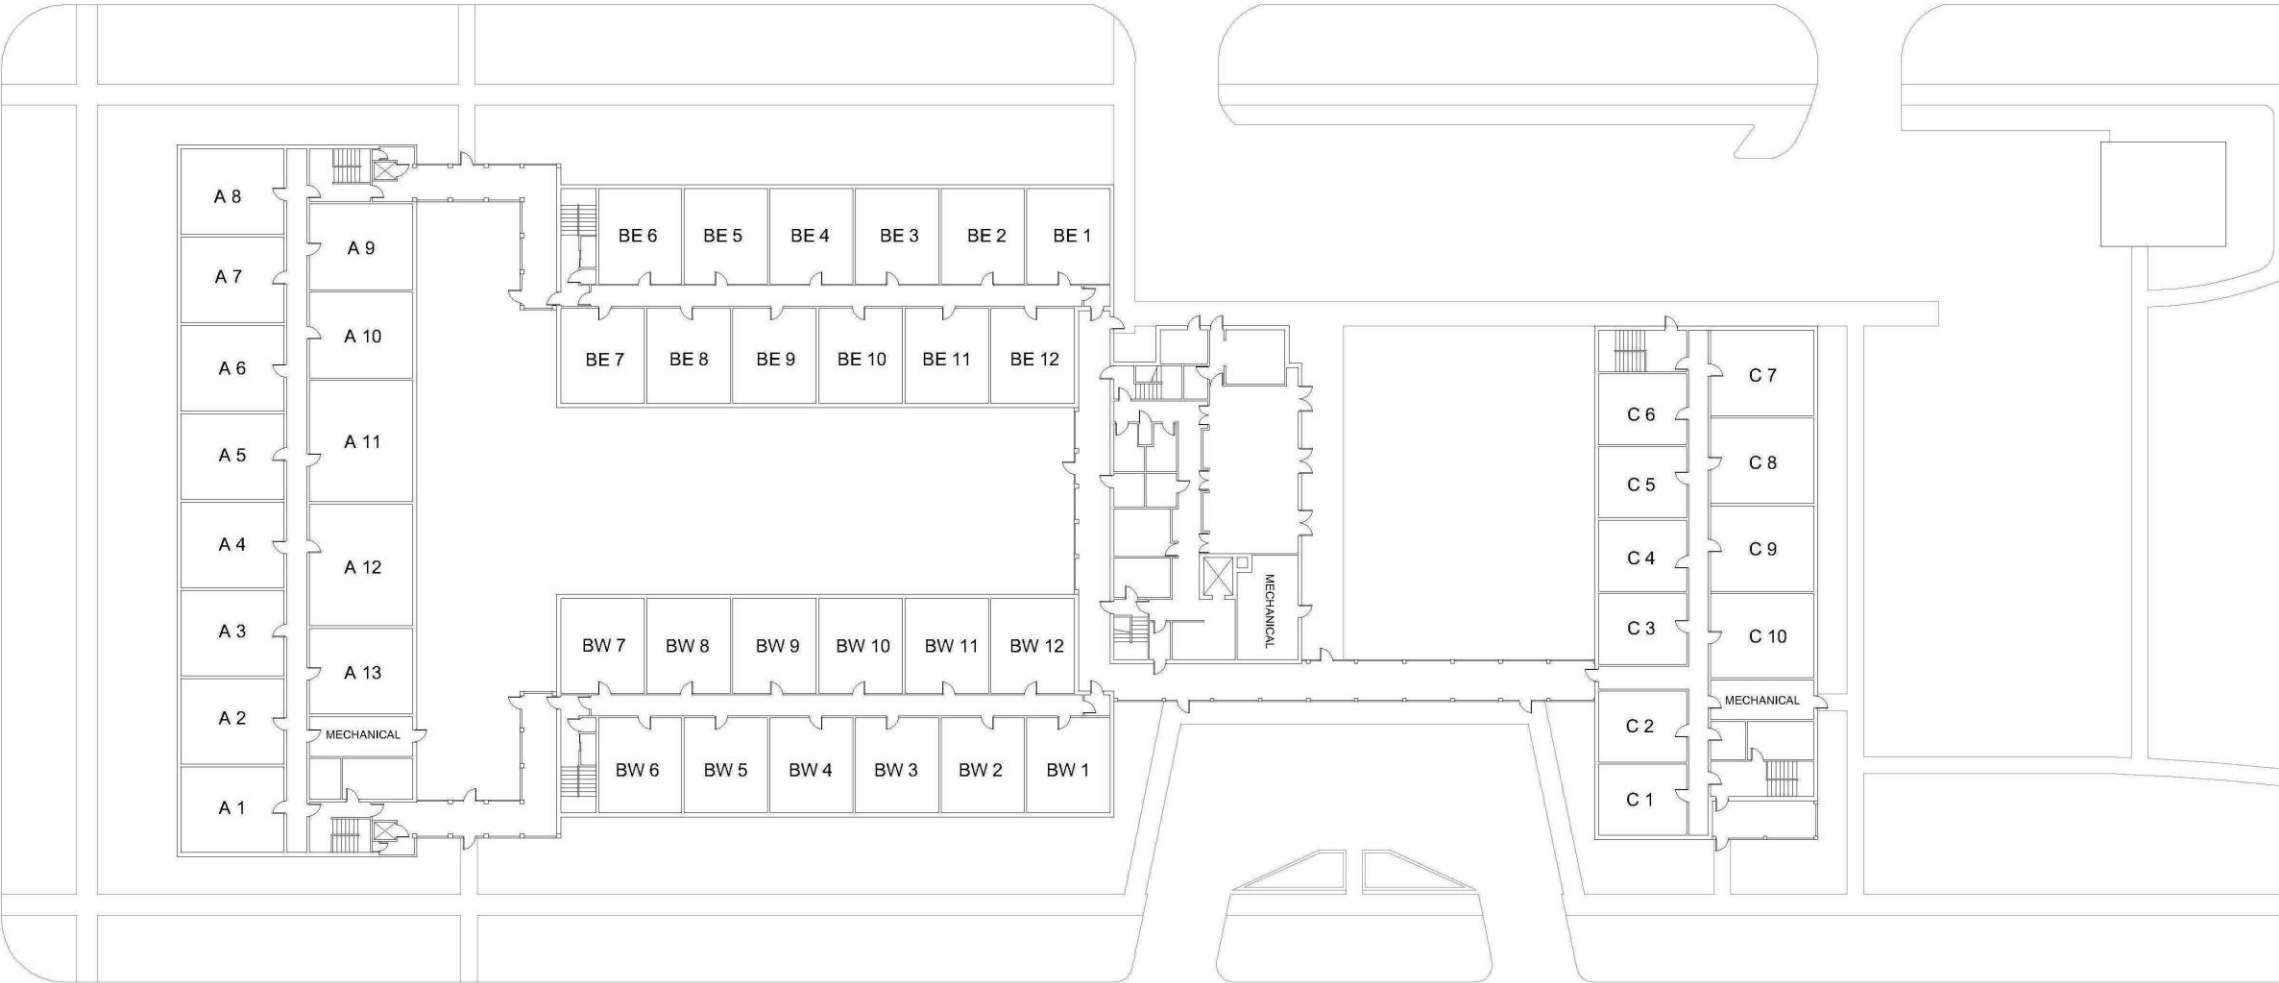 A 8
A 7
A 6
A 5
A 4
A 3
A 2
A 1
A 9
A 10
A 11
A 12
A 13
MECHANICAL
BE 6
BE 5
BE 4
BE 3
BE 2
BE 1
BE 7
BE 8
BE 9
BE 10
BE 11
BE 12
BW 7
BW 8
BW 9
BW 10
BW 11
BW 12
BW 6
BW 5
BW 4
BW 3
BW 2
BW 1
MECHANICAL
C 6
C 5
C 4
C 3
C 2
C 1
C 7
C 8
C 9
C 10
MECHANICAL